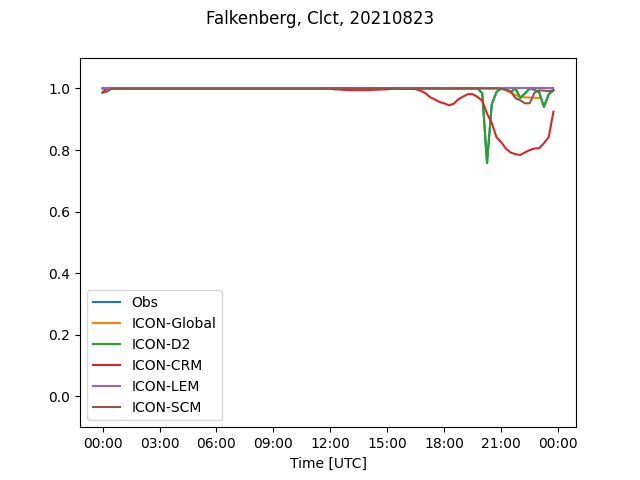 Falkenberg, Clct, 20210823
1.0
0.8
0.6
0.4
0.2
0.0
Obs
ICON-Global
ICON-D2
ICON-CRM
ICON-LEM
ICON-SCM
00:00 03:00 06:00 09:00 12:00 15:00 18:00 21:00 00:00
Time [UTC]